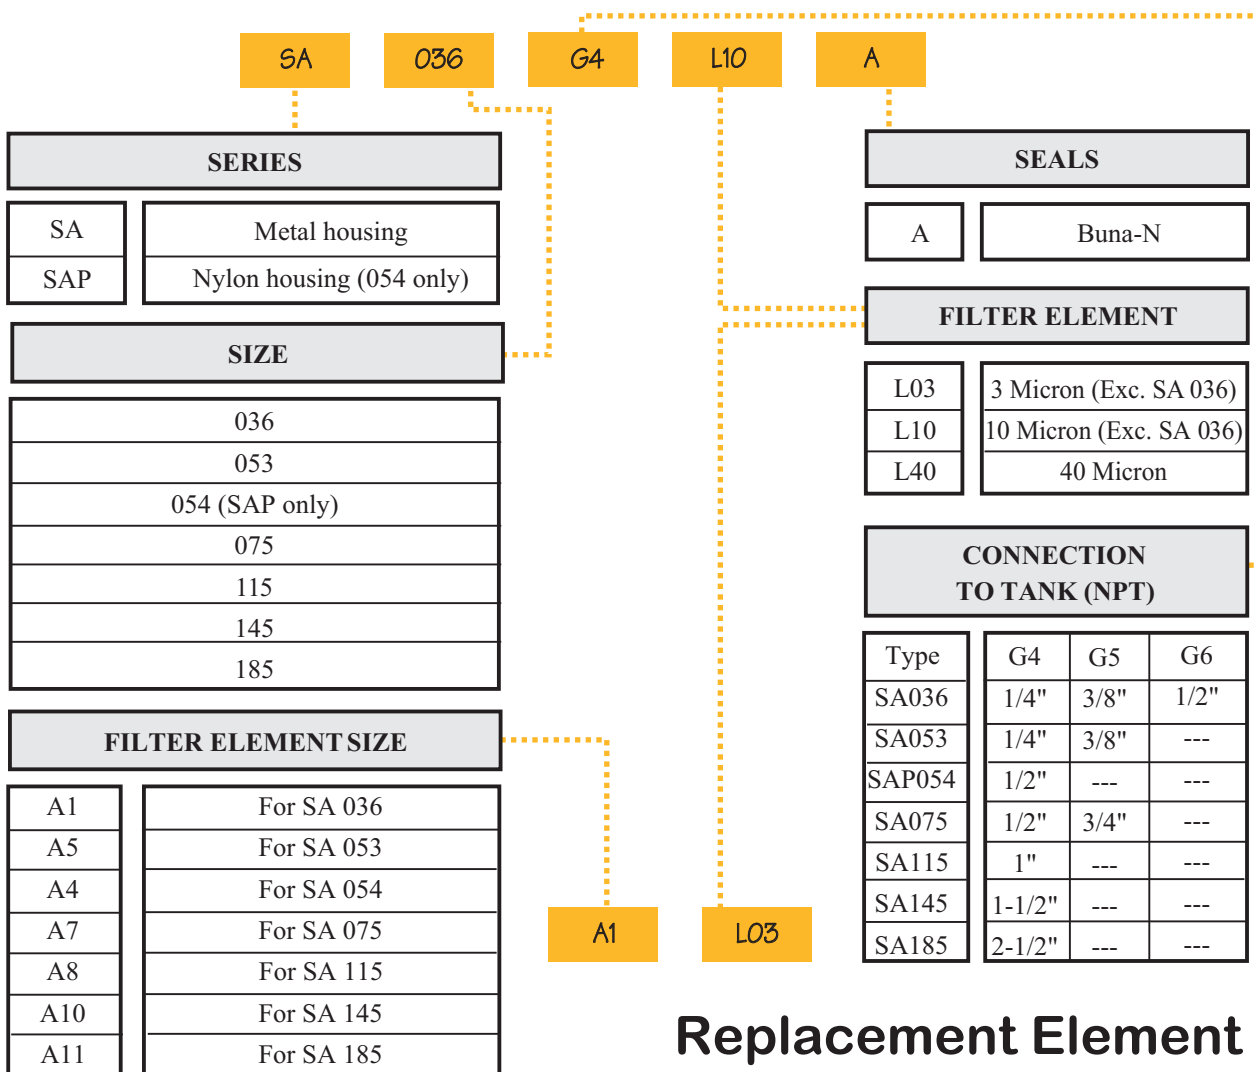 SA 036 G4 L10 A
SERIES
SA Metal housing
SAP Nylon housing (054 only)
SIZE
036
053
054 (SAP only)
075
115
145
185
FILTER ELEMENT SIZE
A1 For SA 036
A5 For SA 053
A4 For SA 054
A7 For SA 075
A8 For SA 115
A10 For SA 145
A11 For SA 185
SEALS
A Buna-N
FILTER ELEMENT
L03 3 Micron (Exc. SA 036)
L10 10 Micron (Exc. SA 036)
L40 40 Micron
CONNECTION
TO TANK (NPT)
Type G4 G5 G6
SA036 1/4" 3/8" 1/2"
SA053 1/4" 3/8" ---
SAP054 1/2" --- ---
SA075 1/2" 3/4" ---
SA115 1" --- ---
SA145 1-1/2" --- ---
SA185 2-1/2" --- ---
A1 L03
Replacement Element